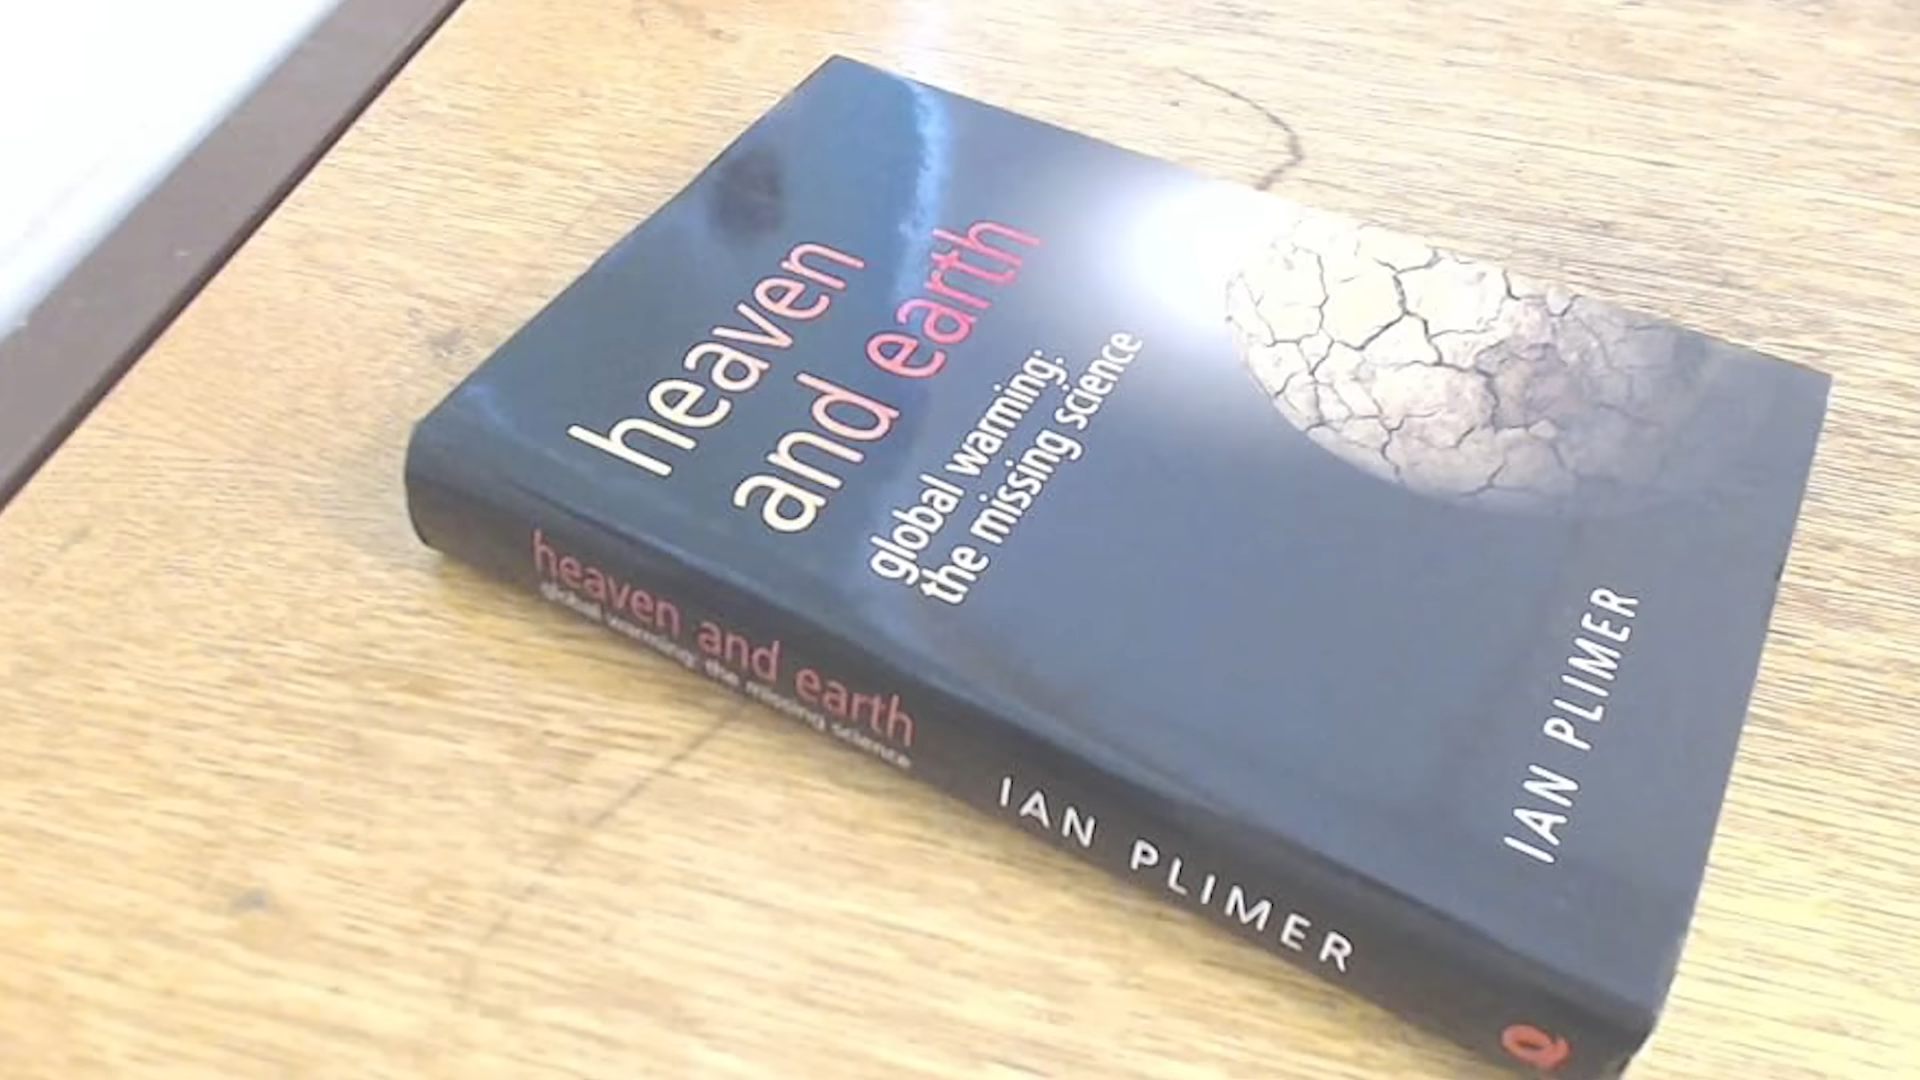 heaven
and earth
global warming:
the missing science
IAN PLIMER
heaven and earth
global warming: the missing science
IAN PLIMER
Q